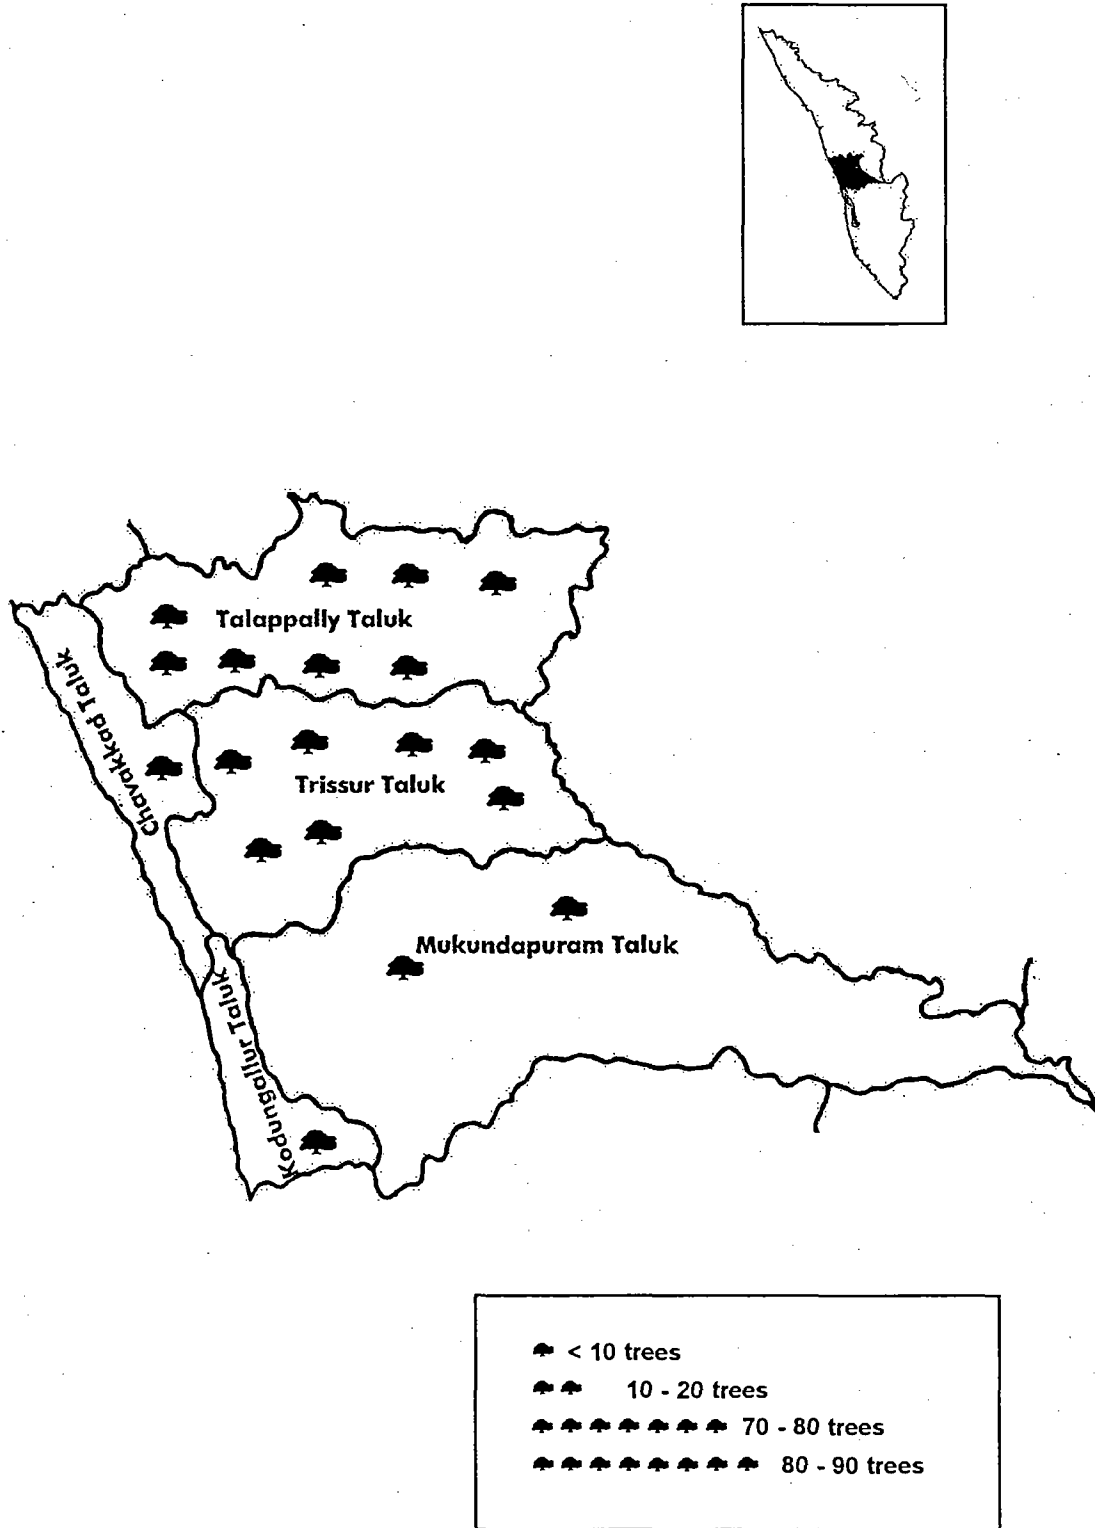 Talappally Taluk
Chavakkad Taluk
Trissur Taluk
Mukundapuram Taluk
Kodungallur Taluk
< 10 trees
10 - 20 trees
70 - 80 trees
80 - 90 trees